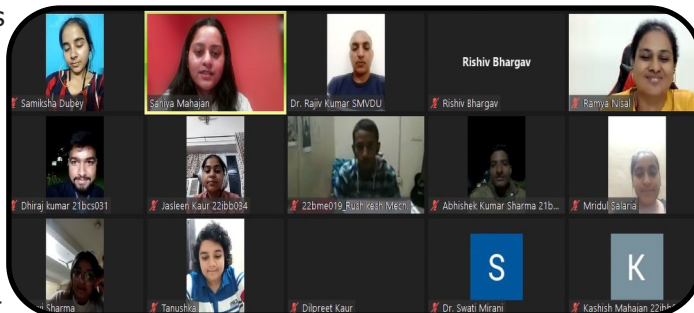 s
Samiksha Dubey
Saniya Mahajan
Dr. Rajiv Kumar SMVDU
Rishiv Bhargav
Rishiv Bhargav
Ramya Nisal
Dhiraj kumar 21bcs031
Jasleen Kaur 22jbb034
22bme019_Rushikesh Mech.
Abhishek Kumar Sharma 21b...
Mridul Salaria
Sharma
Tanushka
Dilpreet Kaur
S
Dr. Swati Mirani
K
Kashish Mahajan